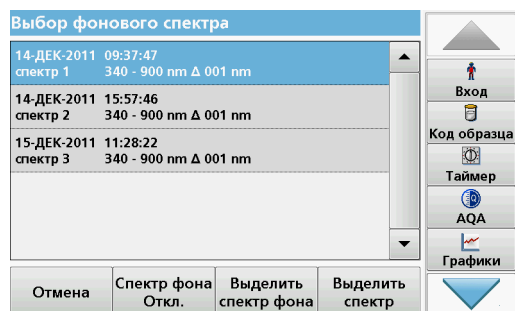 Выбор фонового спектра
14-ДЕК-2011 09:37:47
спектр 1 340 - 900 nm Δ 001 nm
14-ДЕК-2011 15:57:46
спектр 2 340 - 900 nm Δ 001 nm
15-ДЕК-2011 11:28:22
спектр 3 340 - 900 nm Δ 001 nm
Отмена
Спектр фона
Откл.
Выделить
спектр фона
Выделить
спектр
Вход
Код образца
Таймер
AQA
Графики